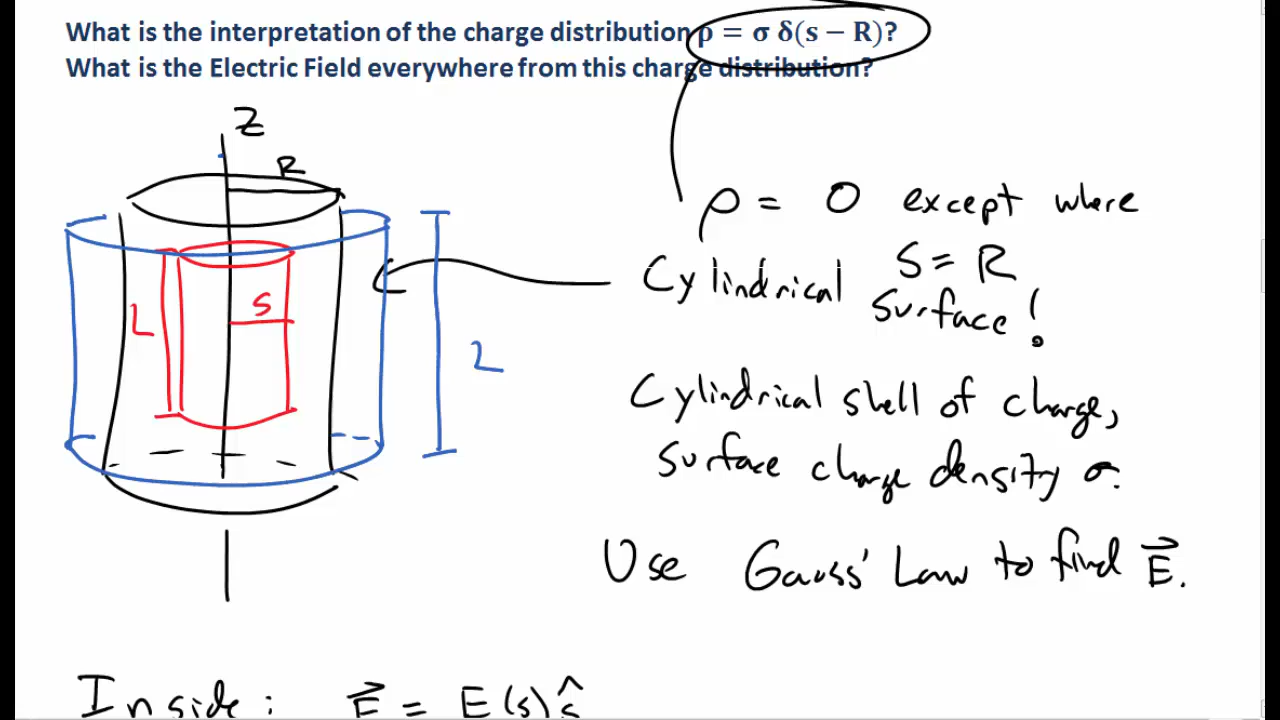 What is the interpretation of the charge distribution ρ = σ δ(s − R)?
What is the Electric Field everywhere from this charge distribution?
Z
R
S
L
L
ρ = 0 except where
S = R
Cylindrical surface!
Cylindrical shell of charge,
surface charge density σ.
Use Gauss' Law to find E⃗.
Inside: E⃗ = E(s)ŝ